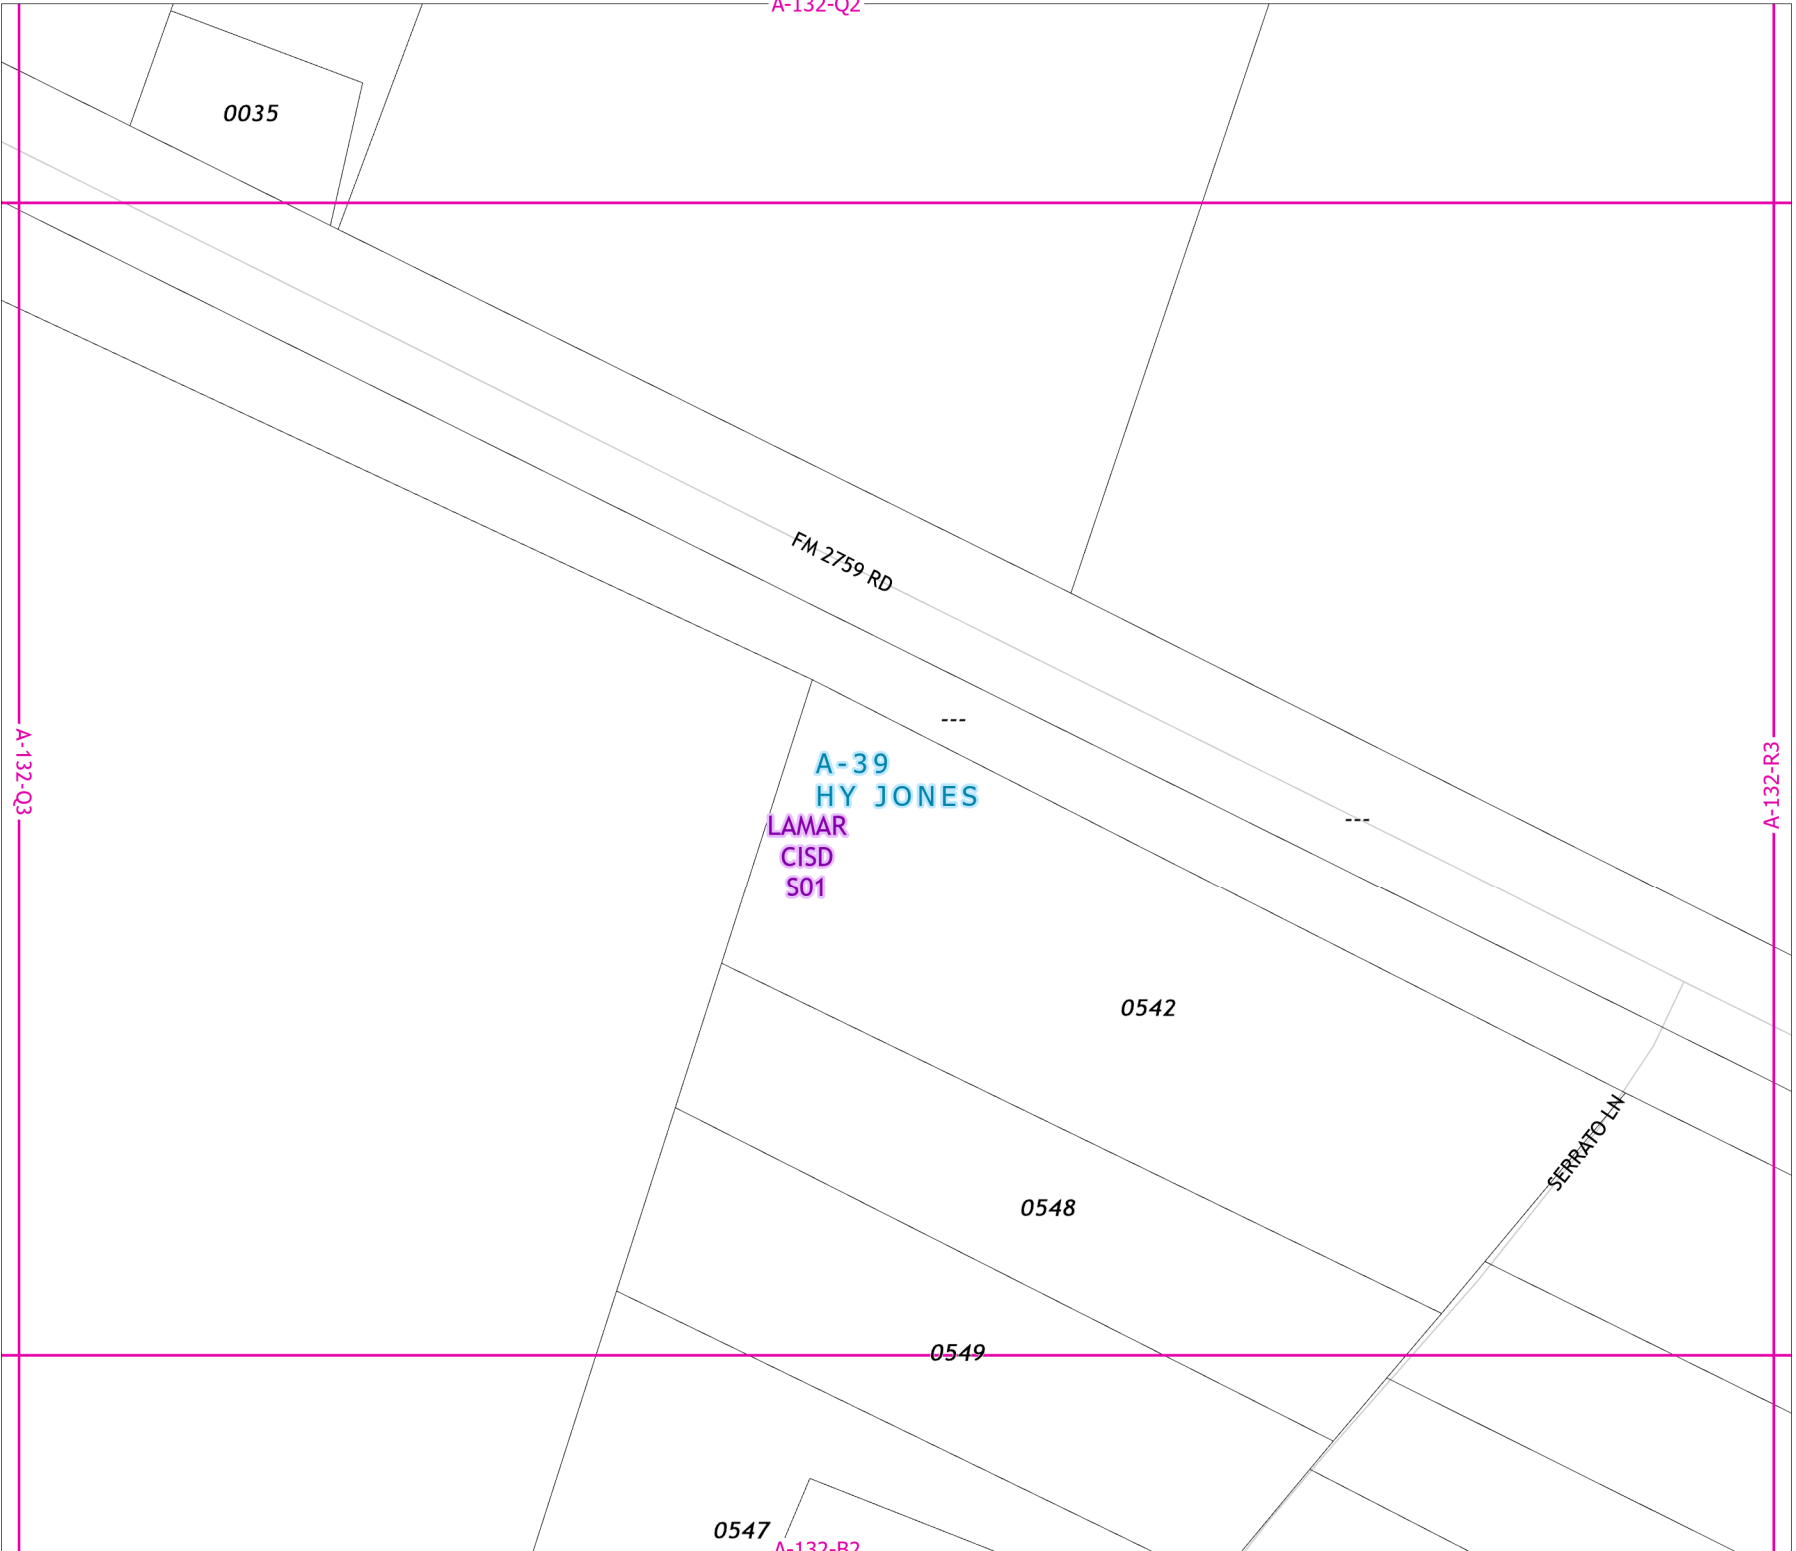 A-132-Q2
0035
FM 2759 RD
---
A-132-Q3
A-132-R3
A-39
HY JONES
---
LAMAR
CISD
S01
0542
SERRATO LN
0548
0549
0547
A-132-B2